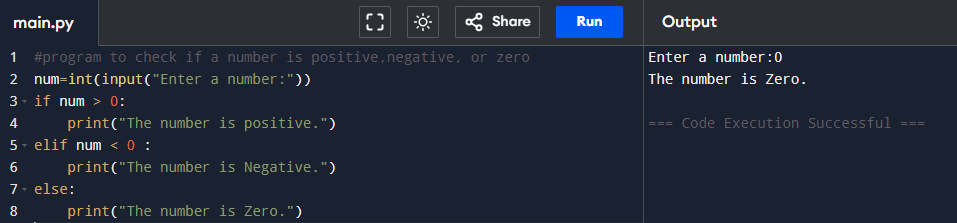 main.py
Share
Run
Output
1 #program to check if a number is positive,negative, or zero
2 num=int(input("Enter a number:"))
3 if num > 0:
4     print("The number is positive.")
5 elif num < 0 :
6     print("The number is Negative.")
7 else:
8     print("The number is Zero.")
Enter a number:0
The number is Zero.
=== Code Execution Successful ===